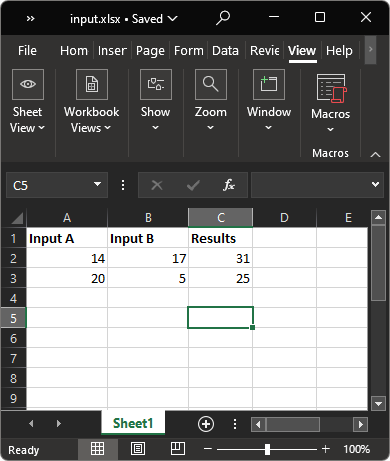 » input.xlsx • Saved
File Hom Inser Page Form Data Revie View Help
Sheet View Workbook Views Show Zoom Window Macros
Macros
C5 fx
A B C D E
1 Input A Input B Results
2 14 17 31
3 20 5 25
4
5
6
7
8
9
Sheet1
Ready 100%